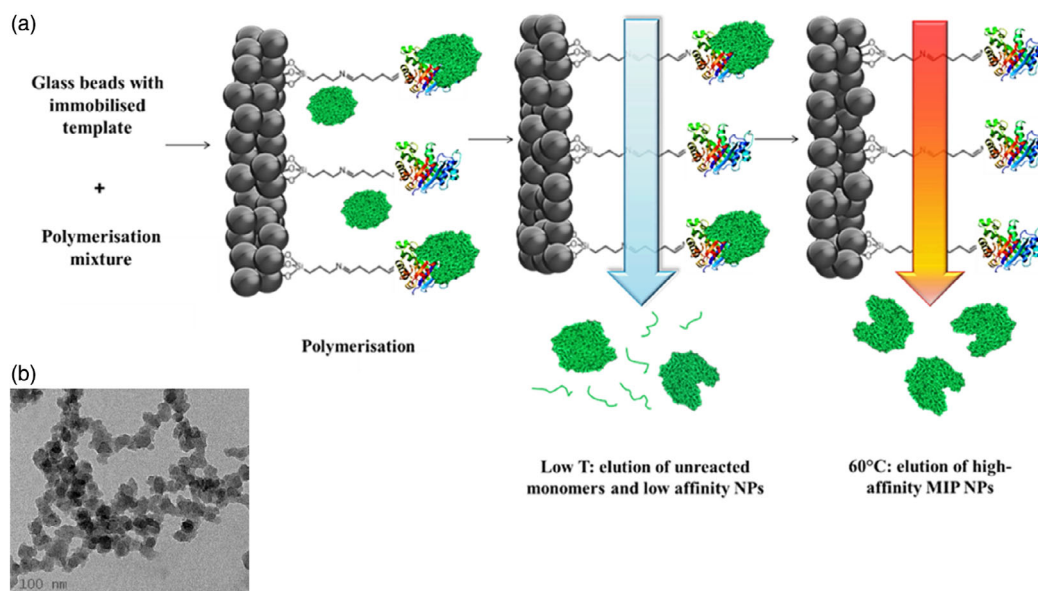 (a)
Glass beads with
immobilised
template
+
Polymerisation
mixture
Polymerisation
Low T: elution of unreacted
monomers and low affinity NPs
60°C: elution of high-
affinity MIP NPs
(b)
100 nm